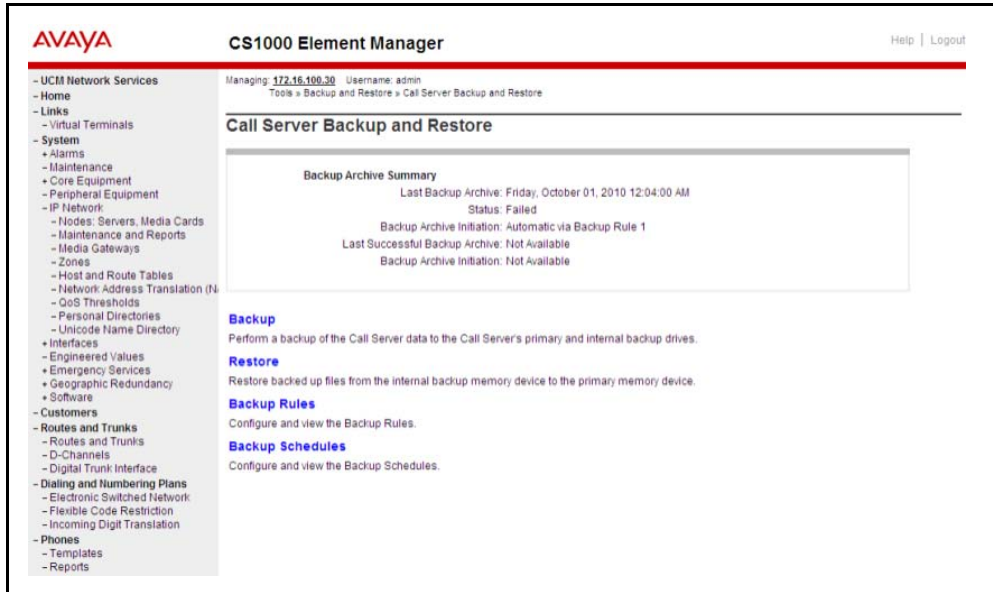 AVAYA
CS1000 Element Manager
Help | Logout
- UCM Network Services
- Home
- Links
- Virtual Terminals
- System
+ Alarms
- Maintenance
+ Core Equipment
- Peripheral Equipment
- IP Network
- Nodes: Servers, Media Cards
- Maintenance and Reports
- Media Gateways
- Zones
- Host and Route Tables
- Network Address Translation (N
- QoS Thresholds
- Personal Directories
- Unicode Name Directory
+ Interfaces
- Engineered Values
+ Emergency Services
+ Geographic Redundancy
+ Software
- Customers
- Routes and Trunks
- Routes and Trunks
- D-Channels
- Digital Trunk Interface
- Dialing and Numbering Plans
- Electronic Switched Network
- Flexible Code Restriction
- Incoming Digit Translation
- Phones
- Templates
- Reports
Managing: 172.16.100.30 Username: admin
Tools » Backup and Restore » Call Server Backup and Restore
Call Server Backup and Restore
Backup Archive Summary
Last Backup Archive: Friday, October 01, 2010 12:04:00 AM
Status: Failed
Backup Archive Initiation: Automatic via Backup Rule 1
Last Successful Backup Archive: Not Available
Backup Archive Initiation: Not Available
Backup
Perform a backup of the Call Server data to the Call Server's primary and internal backup drives.
Restore
Restore backed up files from the internal backup memory device to the primary memory device.
Backup Rules
Configure and view the Backup Rules.
Backup Schedules
Configure and view the Backup Schedules.